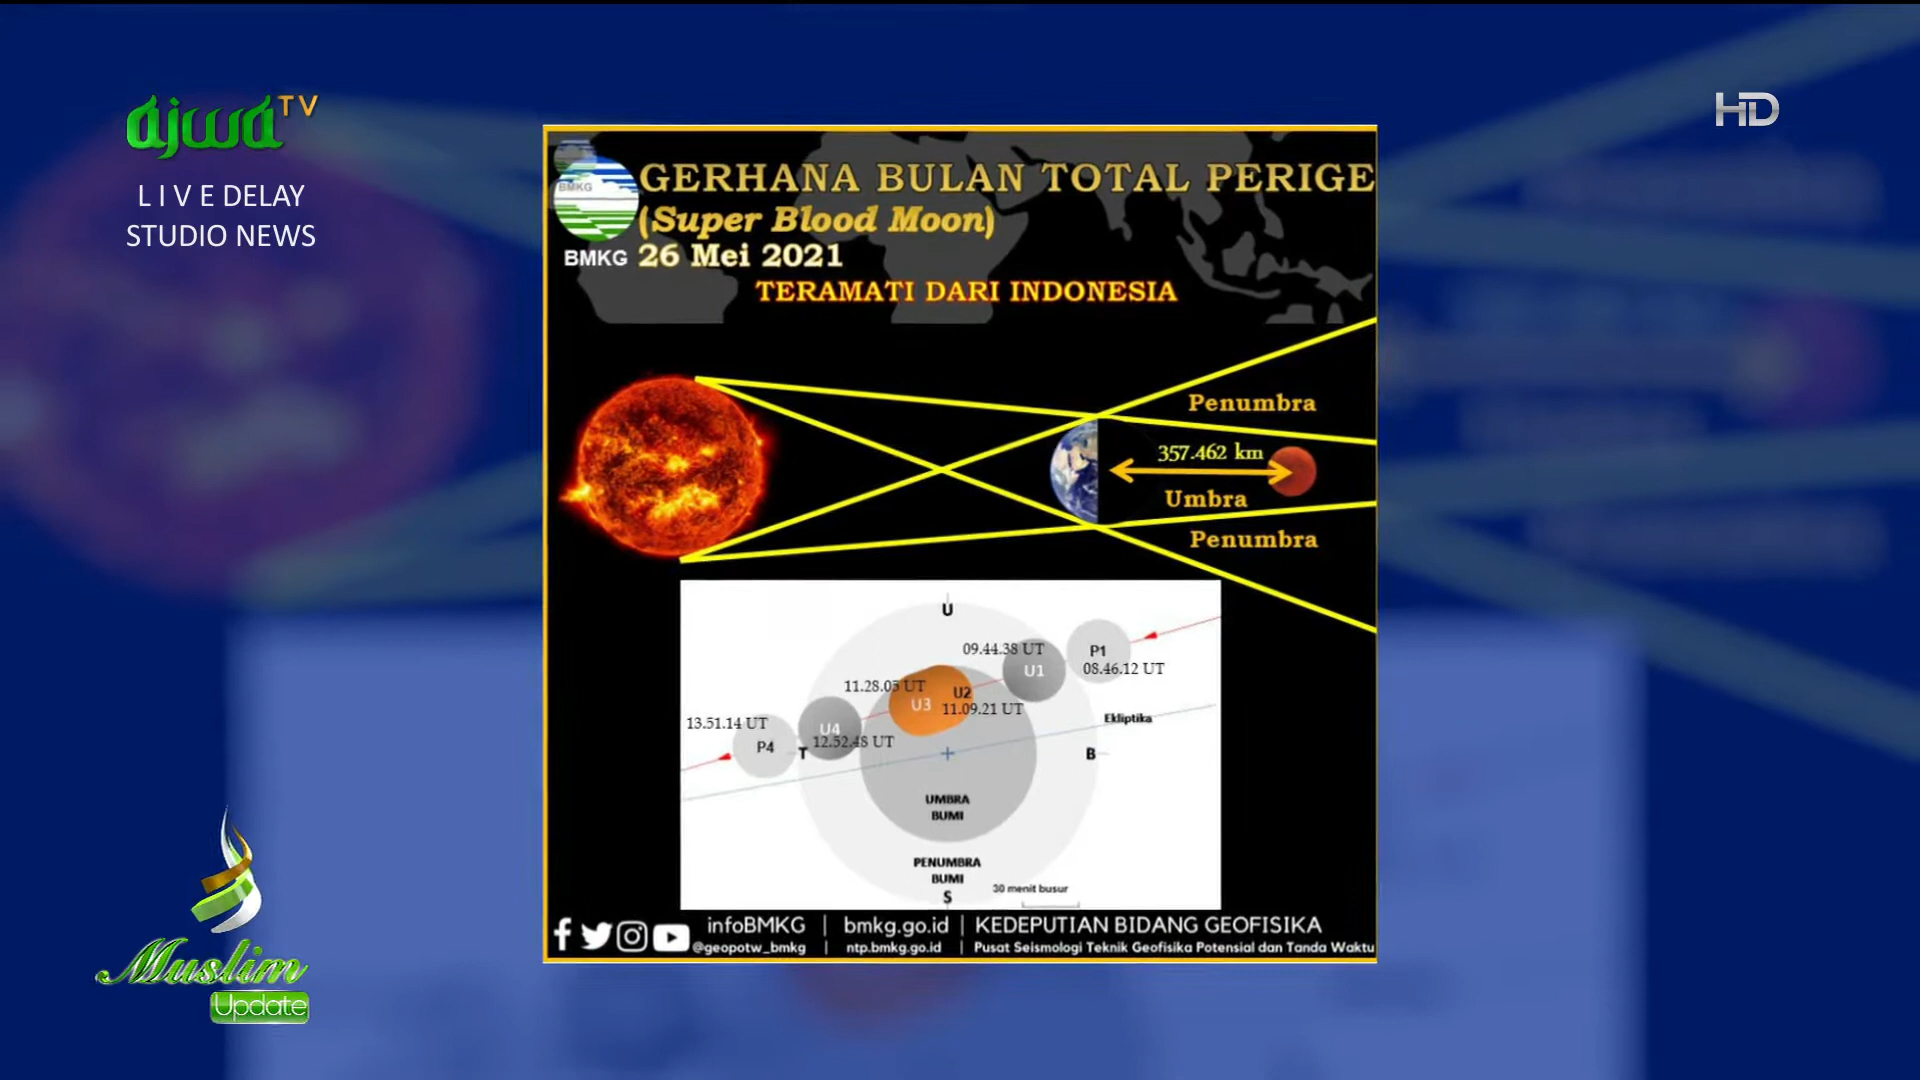 ajwa TV
LIVE DELAY
STUDIO NEWS
HD
BMKG
GERHANA BULAN TOTAL PERIGE
(Super Blood Moon)
BMKG
26 Mei 2021
TERAMATI DARI INDONESIA
Penumbra
357.462 km
Umbra
Penumbra
U
09.44.38 UT
U1
P1
08.46.12 UT
11.28.05 UT
U2
U3
11.09.21 UT
13.51.14 UT
U4
12.52.48 UT
P4
T
Ekliptika
B
UMBRA
BUMI
PENUMBRA
BUMI
S
30 menit busur
infoBMKG | bmkg.go.id | KEDEPUTIAN BIDANG GEOFISIKA
@geopotw_bmkg | ntp.bmkg.go.id | Pusat Seismologi Teknik Geofisika Potensial dan Tanda Waktu
Muslim
Update